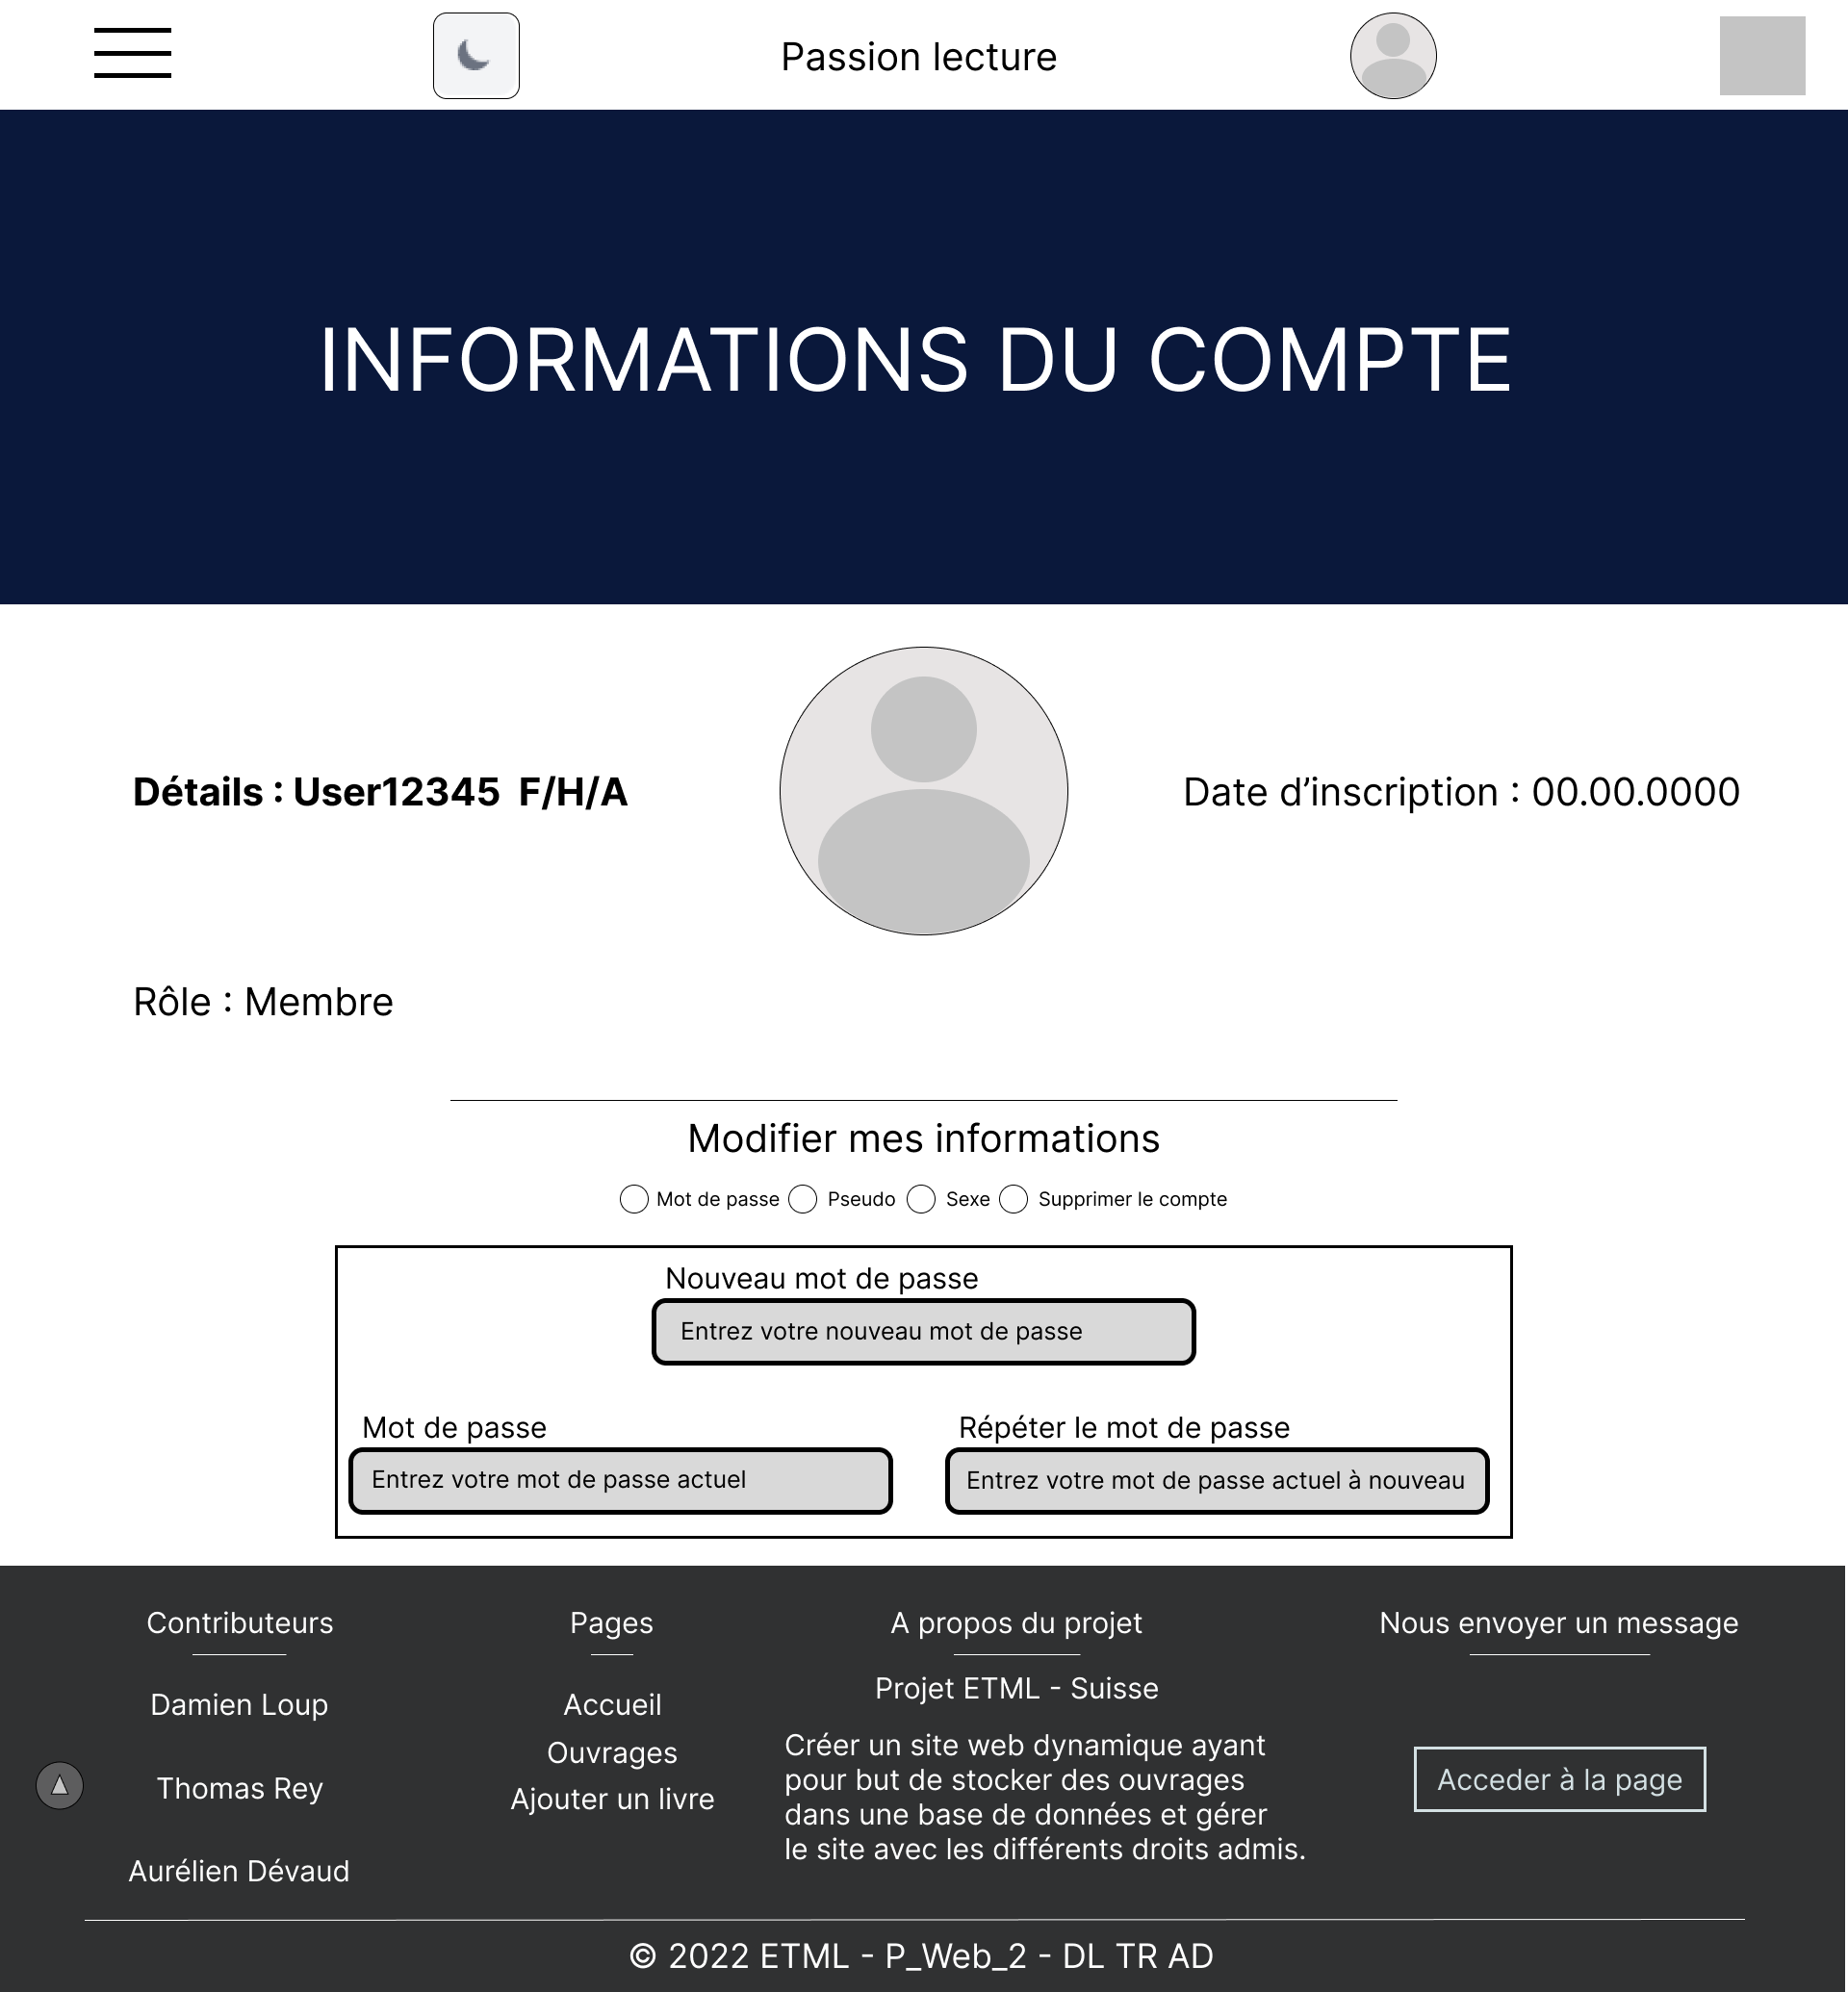 Passion lecture
INFORMATIONS DU COMPTE
Détails : User12345 F/H/A
Date d’inscription : 00.00.0000
Rôle : Membre
Modifier mes informations
Mot de passe
Pseudo
Sexe
Supprimer le compte
Nouveau mot de passe
Entrez votre nouveau mot de passe
Mot de passe
Entrez votre mot de passe actuel
Répéter le mot de passe
Entrez votre mot de passe actuel à nouveau
Contributeurs
Damien Loup
Thomas Rey
Aurélien Dévaud
Pages
Accueil
Ouvrages
Ajouter un livre
A propos du projet
Projet ETML - Suisse
Créer un site web dynamique ayant
pour but de stocker des ouvrages
dans une base de données et gérer
le site avec les différents droits admis.
Nous envoyer un message
Acceder à la page
© 2022 ETML - P_Web_2 - DL TR AD